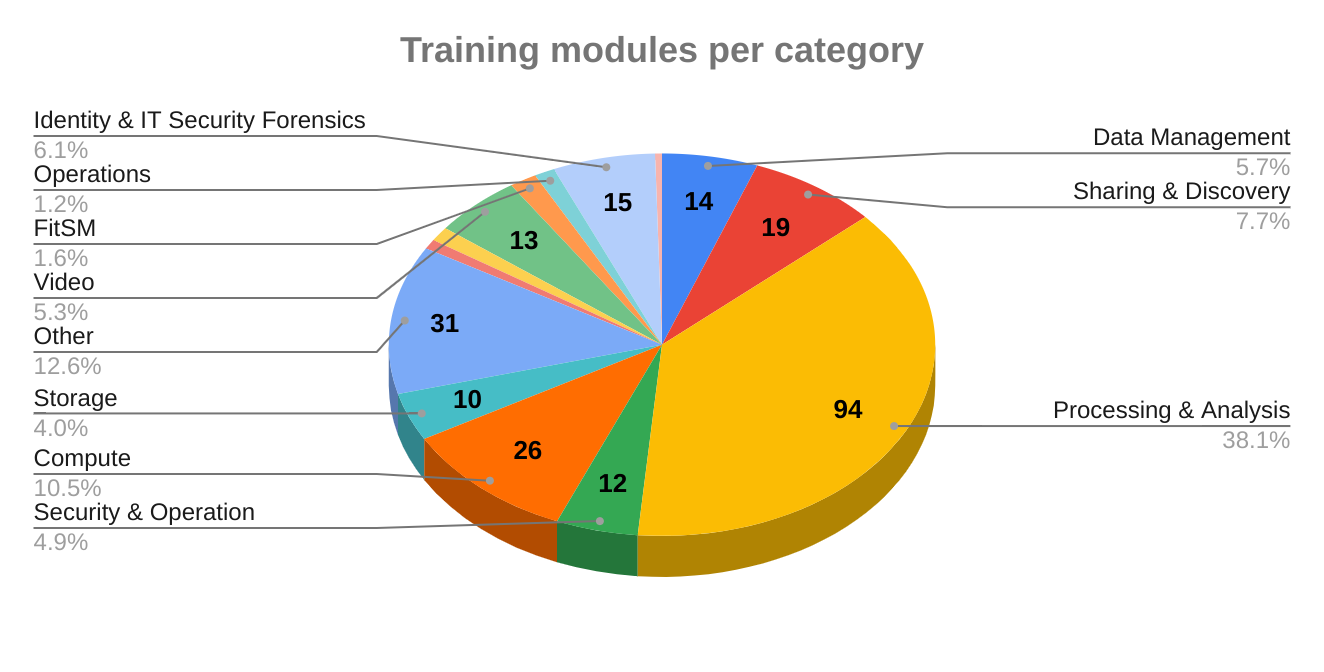 Training modules per category
Identity & IT Security Forensics
6.1%
Operations
1.2%
FitSM
1.6%
Video
5.3%
Other
12.6%
Storage
4.0%
Compute
10.5%
Security & Operation
4.9%
Data Management
5.7%
Sharing & Discovery
7.7%
Processing & Analysis
38.1%
15
14
19
13
31
10
94
26
12